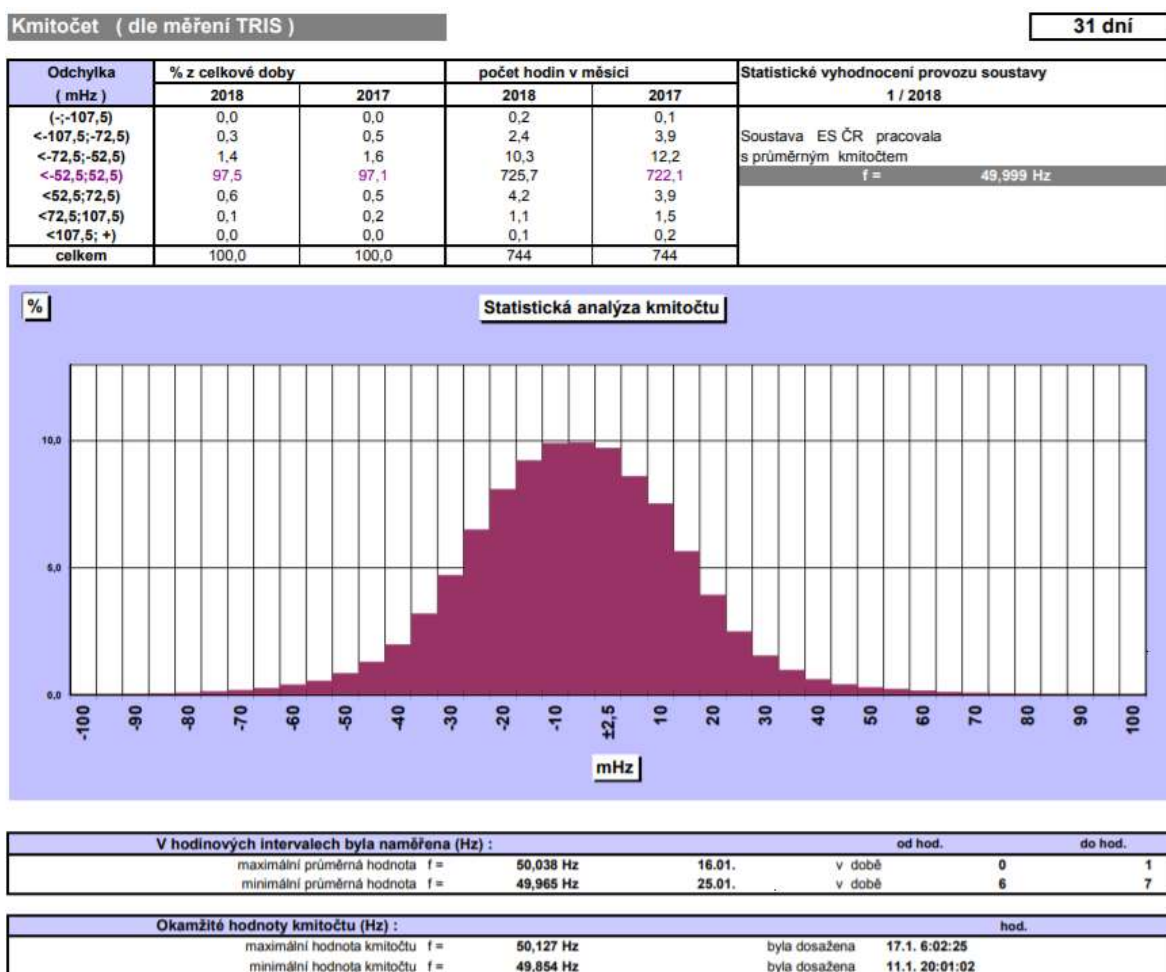 Kmitočet ( dle měření TRIS ) 31 dní
Odchylka % z celkové doby počet hodin v měsíci Statistické vyhodnocení provozu soustavy
( mHz ) 2018 2017 2018 2017 1 / 2018
(-;-107,5) 0,0 0,0 0,2 0,1
<-107,5;-72,5) 0,3 0,5 2,4 3,9 Soustava ES ČR pracovala
<-72,5;-52,5) 1,4 1,6 10,3 12,2 s průměrným kmitočtem
<-52,5;52,5) 97,5 97,1 725,7 722,1 f = 49,999 Hz
<52,5;72,5) 0,6 0,5 4,2 3,9
<72,5;107,5) 0,1 0,2 1,1 1,5
<107,5; +) 0,0 0,0 0,1 0,2
celkem 100,0 100,0 744 744
% Statistická analýza kmitočtu
10,0
5,0
0,0
-100 -90 -80 -70 -60 -50 -40 -30 -20 -10 ±2,5 10 20 30 40 50 60 70 80 90 100
mHz
V hodinových intervalech byla naměřena (Hz) : od hod. do hod.
maximální průměrná hodnota f = 50,038 Hz 16.01. v době 0 1
minimální průměrná hodnota f = 49,965 Hz 25.01. v době 6 7
Okamžité hodnoty kmitočtu (Hz) : hod.
maximální hodnota kmitočtu f = 50,127 Hz byla dosažena 17.1. 6:02:25
minimální hodnota kmitočtu f = 49,854 Hz byla dosažena 11.1. 20:01:02